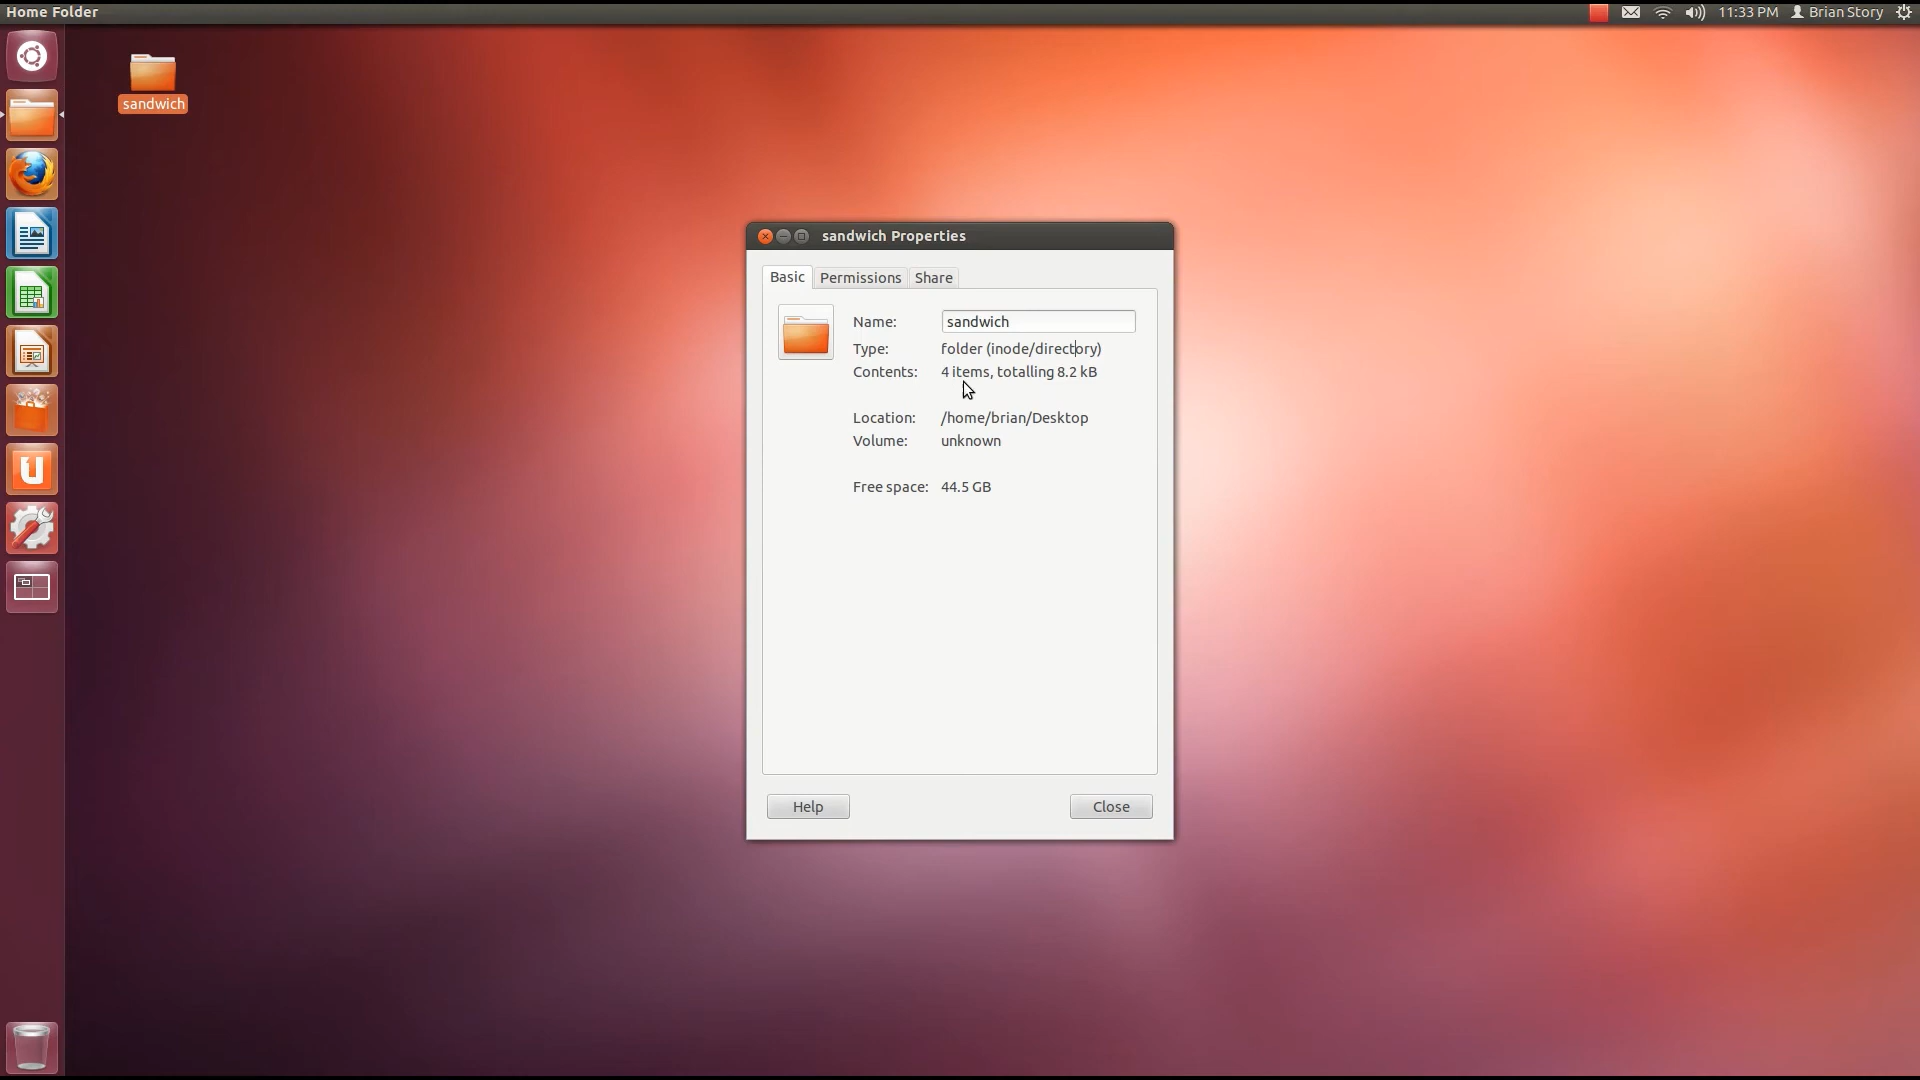 Home Folder
11:33 PM Brian Story
sandwich
sandwich Properties
Basic Permissions Share
Name: sandwich
Type: folder (inode/directory)
Contents: 4 items, totalling 8.2 kB
Location: /home/brian/Desktop
Volume: unknown
Free space: 44.5 GB
Help Close